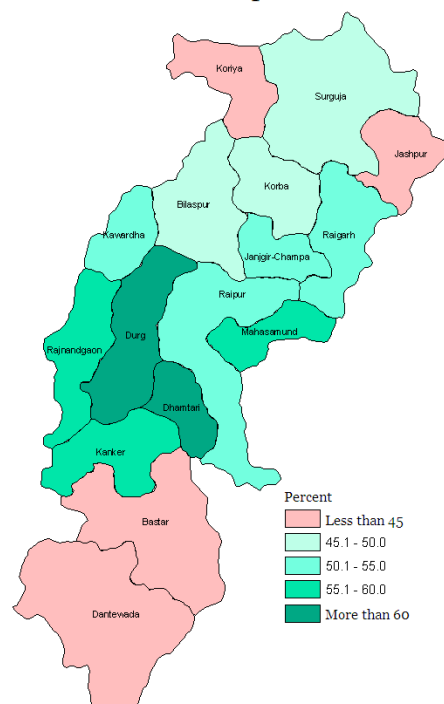 Koriya
Surguja
Jashpur
Korba
Bilaspur
Raigarh
Kawardha
Janjgir-Champa
Raipur
Mahasamund
Durg
Rajnandgaon
Dhamtari
Kanker
Bastar
Dantewada
Percent
Less than 45
45.1 - 50.0
50.1 - 55.0
55.1 - 60.0
More than 60